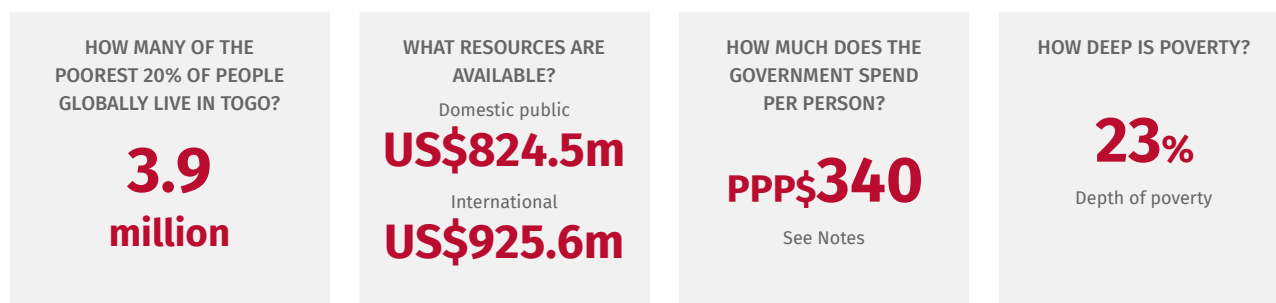 HOW MANY OF THE
POOREST 20% OF PEOPLE
GLOBALLY LIVE IN TOGO?
3.9
million
WHAT RESOURCES ARE
AVAILABLE?
Domestic public
US$824.5m
International
US$925.6m
HOW MUCH DOES THE
GOVERNMENT SPEND
PER PERSON?
PPP$340
See Notes
HOW DEEP IS POVERTY?
23%
Depth of poverty